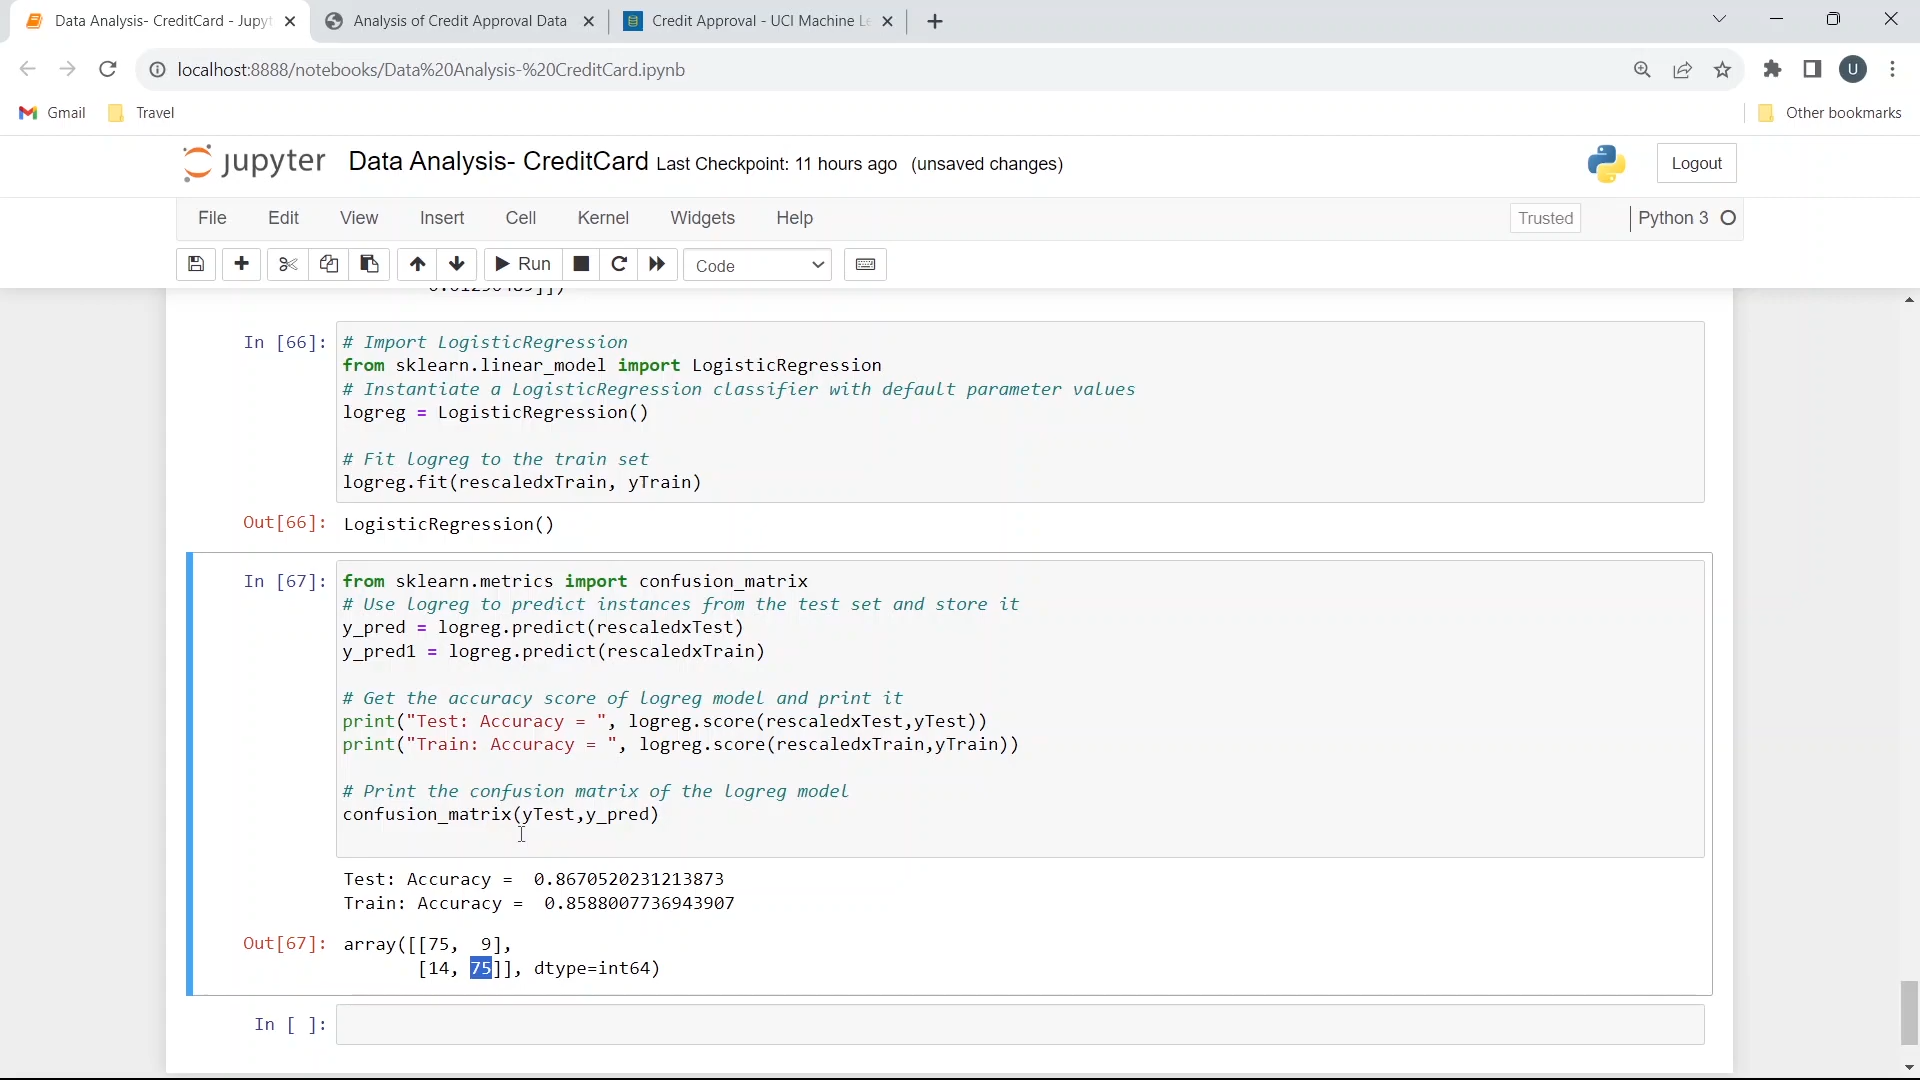 Data Analysis- CreditCard - Jupyt
Analysis of Credit Approval Data
Credit Approval - UCI Machine Le
localhost:8888/notebooks/Data%20Analysis-%20CreditCard.ipynb
U
Gmail
Travel
Other bookmarks
jupyter Data Analysis- CreditCard Last Checkpoint: 11 hours ago (unsaved changes)
Logout
File Edit View Insert Cell Kernel Widgets Help
Trusted
Python 3
Run
Code
In [66]: # Import LogisticRegression
from sklearn.linear_model import LogisticRegression
# Instantiate a LogisticRegression classifier with default parameter values
logreg = LogisticRegression()
# Fit logreg to the train set
logreg.fit(rescaledxTrain, yTrain)
Out[66]: LogisticRegression()
In [67]: from sklearn.metrics import confusion_matrix
# Use logreg to predict instances from the test set and store it
y_pred = logreg.predict(rescaledxTest)
y_pred1 = logreg.predict(rescaledxTrain)
# Get the accuracy score of logreg model and print it
print("Test: Accuracy = ", logreg.score(rescaledxTest,yTest))
print("Train: Accuracy = ", logreg.score(rescaledxTrain,yTrain))
# Print the confusion matrix of the logreg model
confusion_matrix(yTest,y_pred)
Test: Accuracy =  0.8670520231213873
Train: Accuracy =  0.8588007736943907
Out[67]: array([[75,  9],
[14, 75]], dtype=int64)
In [ ]: